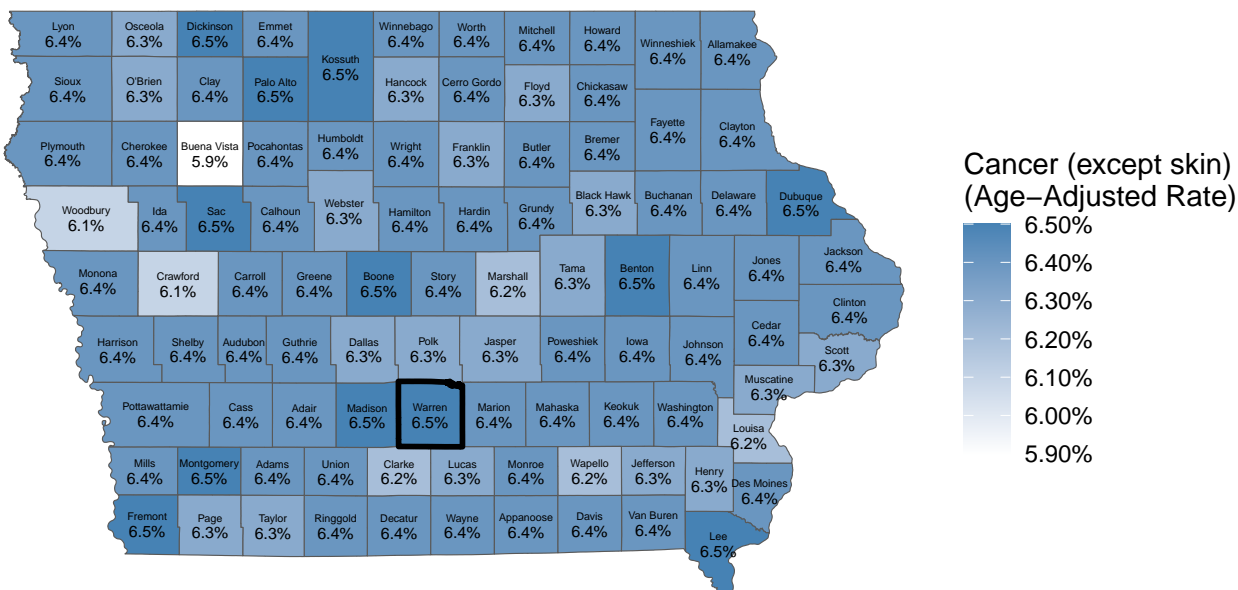 Lyon Osceola Dickinson Emmet Winnebago Worth Mitchell Howard
6.4% 6.3% 6.5% 6.4% 6.4% 6.4% 6.4% 6.4%
Kossuth Winneshiek Allamakee
6.5% 6.4% 6.4%
Sioux O'Brien Clay Palo Alto Hancock Cerro Gordo Floyd Chickasaw
6.4% 6.3% 6.4% 6.5% 6.3% 6.4% 6.3% 6.4%
Fayette Clayton
6.4% 6.4%
Plymouth Cherokee Buena Vista Pocahontas Humboldt Wright Franklin Butler Bremer
6.4% 6.4% 5.9% 6.4% 6.4% 6.4% 6.3% 6.4% 6.4%
Woodbury Ida Sac Calhoun Webster Hamilton Hardin Grundy Black Hawk Buchanan Delaware Dubuque
6.1% 6.4% 6.5% 6.4% 6.3% 6.4% 6.4% 6.4% 6.3% 6.4% 6.4% 6.5%
Monona Crawford Carroll Greene Boone Story Marshall Tama Benton Linn Jones Jackson
6.4% 6.1% 6.4% 6.4% 6.5% 6.4% 6.2% 6.3% 6.5% 6.4% 6.4% 6.4%
Clinton
6.4%
Harrison Shelby Audubon Guthrie Dallas Polk Jasper Poweshiek Iowa Johnson Cedar Scott
6.4% 6.4% 6.4% 6.4% 6.3% 6.3% 6.3% 6.4% 6.4% 6.4% 6.4% 6.3%
Muscatine
6.3%
Pottawattamie Cass Adair Madison Warren Marion Mahaska Keokuk Washington Louisa
6.4% 6.4% 6.4% 6.5% 6.5% 6.4% 6.4% 6.4% 6.4% 6.2%
Mills Montgomery Adams Union Clarke Lucas Monroe Wapello Jefferson Henry Des Moines
6.4% 6.5% 6.4% 6.4% 6.2% 6.3% 6.4% 6.2% 6.3% 6.3% 6.4%
Fremont Page Taylor Ringgold Decatur Wayne Appanoose Davis Van Buren Lee
6.5% 6.3% 6.3% 6.4% 6.4% 6.4% 6.4% 6.4% 6.4% 6.5%
Cancer (except skin)
(Age−Adjusted Rate)
6.50%
6.40%
6.30%
6.20%
6.10%
6.00%
5.90%